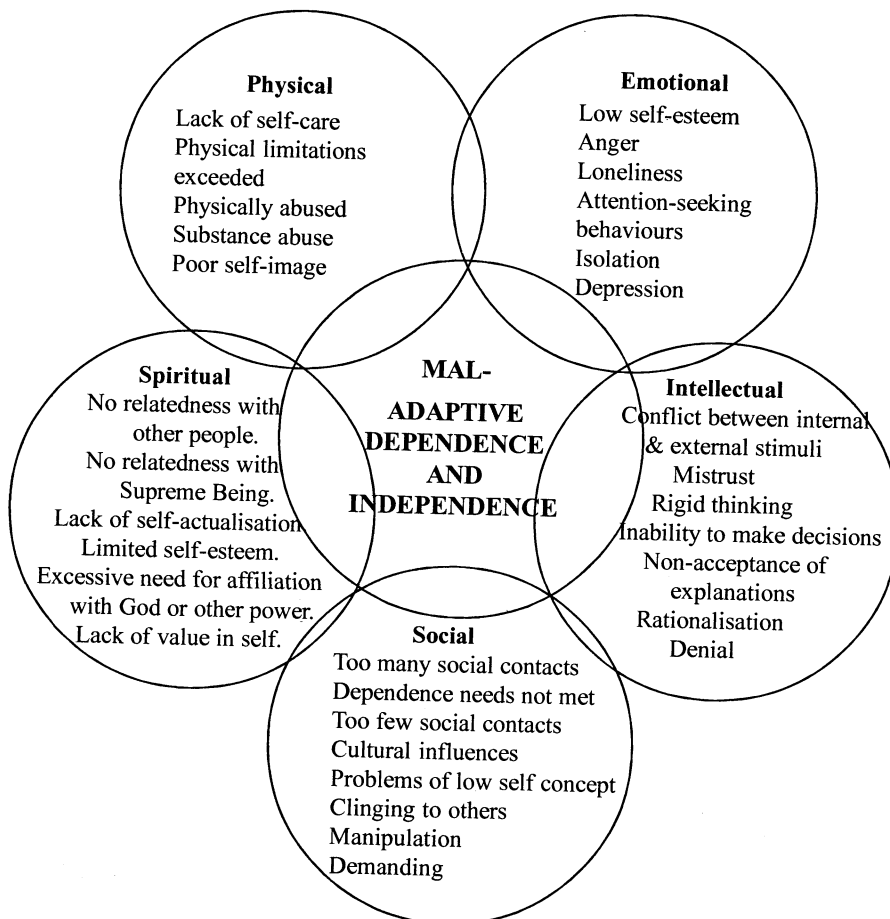 Physical
Lack of self-care
Physical limitations
exceeded
Physically abused
Substance abuse
Poor self-image
Emotional
Low self-esteem
Anger
Loneliness
Attention-seeking
behaviours
Isolation
Depression
MAL-
ADAPTIVE
DEPENDENCE
AND
INDEPENDENCE
Spiritual
No relatedness with
other people.
No relatedness with
Supreme Being.
Lack of self-actualisation
Limited self-esteem.
Excessive need for affiliation
with God or other power.
Lack of value in self.
Intellectual
Conflict between internal
& external stimuli
Mistrust
Rigid thinking
Inability to make decisions
Non-acceptance of
explanations
Rationalisation
Denial
Social
Too many social contacts
Dependence needs not met
Too few social contacts
Cultural influences
Problems of low self concept
Clinging to others
Manipulation
Demanding